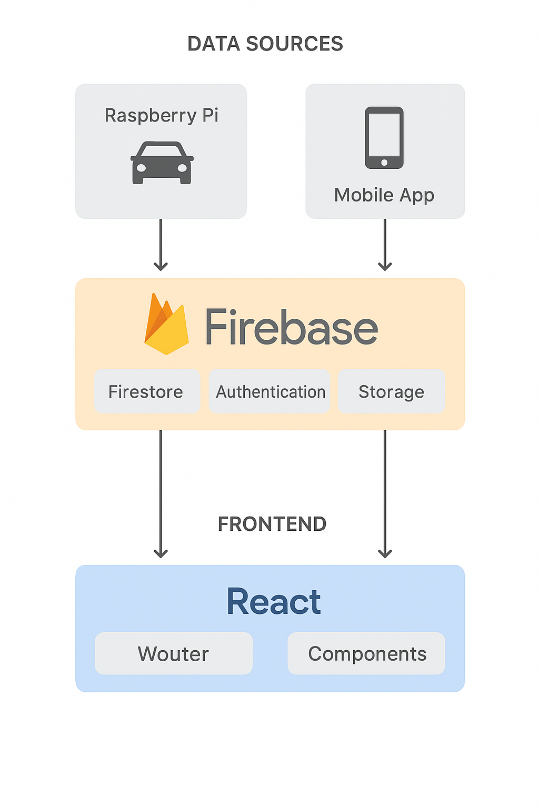 DATA SOURCES
Raspberry Pi
Mobile App
Firebase
Firestore
Authentication
Storage
FRONTEND
React
Wouter
Components